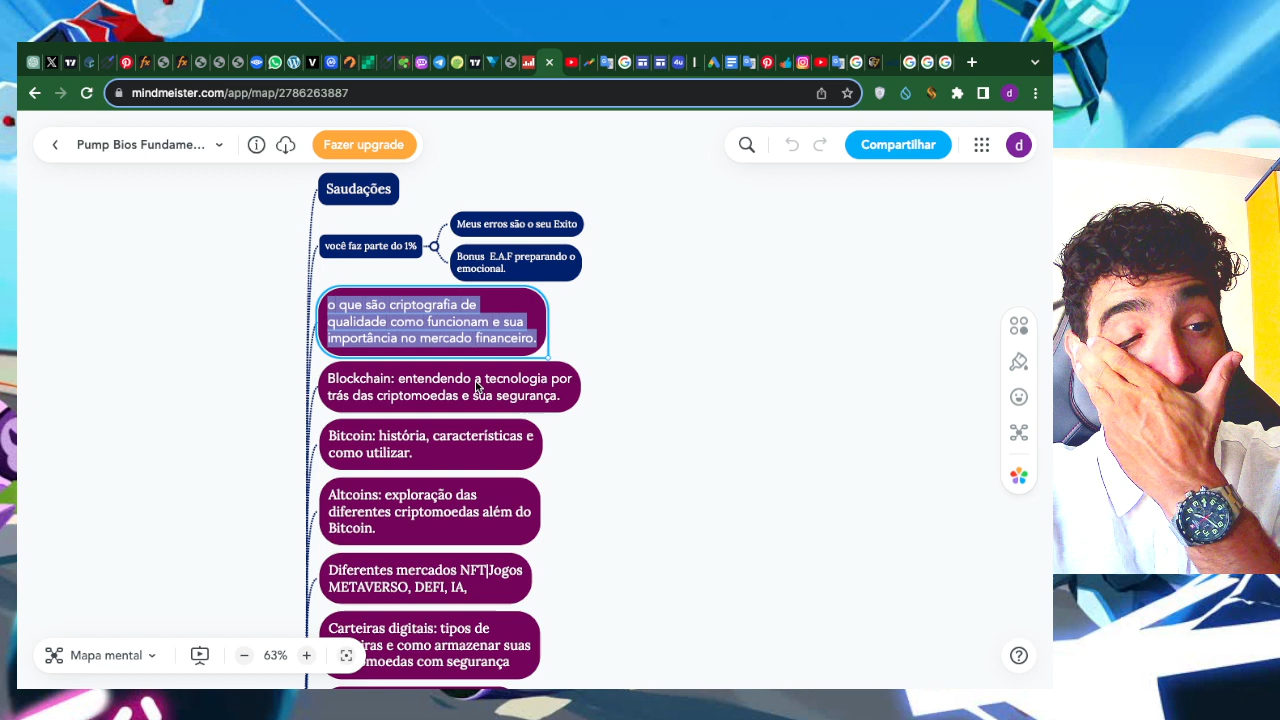 mindmeister.com/app/map/2786263887
d
Pump Bios Fundame...
Fazer upgrade
Compartilhar
d
Saudações
você faz parte do 1%
Meus erros são o seu Exito
Bonus E.A.F preparando o
emocional.
o que são criptografia de
qualidade como funcionam e sua
importância no mercado financeiro.
Blockchain: entendendo a tecnologia por
trás das criptomoedas e sua segurança.
Bitcoin: história, características e
como utilizar.
Altcoins: exploração das
diferentes criptomoedas além do
Bitcoin.
Diferentes mercados NFT|Jogos
METAVERSO, DEFI, IA,
Carteiras digitais: tipos de
e como armazenar suas
com segurança
Mapa mental
63%